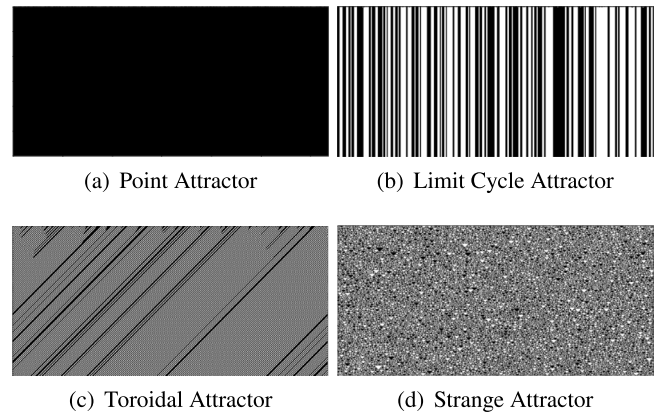 (a) Point Attractor
(b) Limit Cycle Attractor
(c) Toroidal Attractor
(d) Strange Attractor